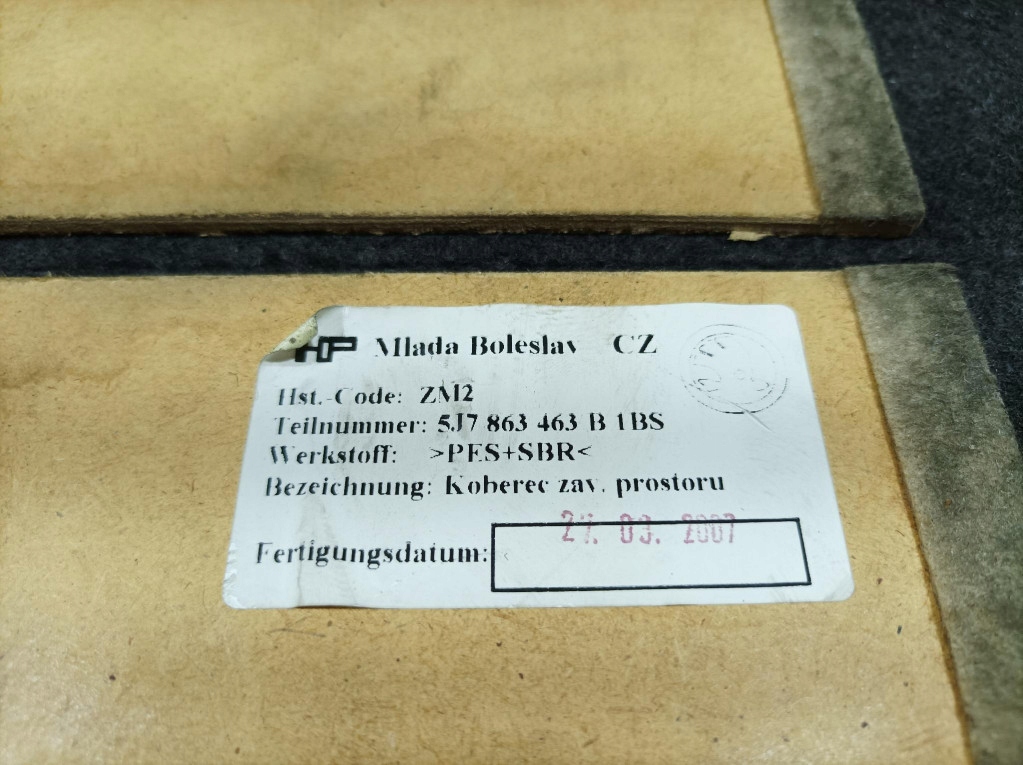 HP Mlada Boleslav CZ
Hst.-Code: ZM2
Teilnummer: 5J7 863 463 B 1BS
Werkstoff: >PES+SBR<
Bezeichnung: Koberec zav. prostoru
27. 03. 2007
Fertigungsdatum: